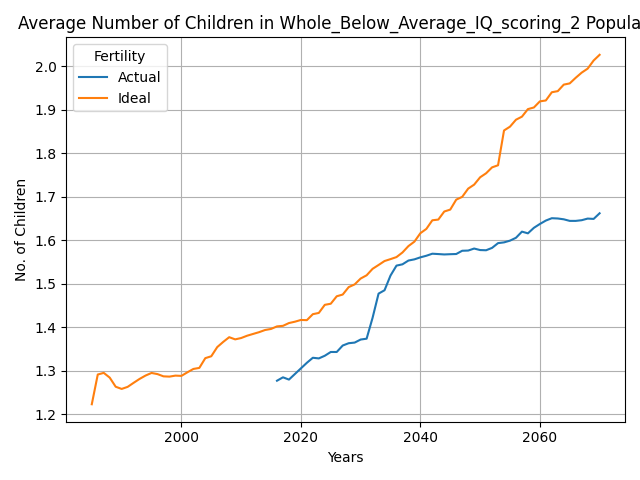 Average Number of Children in Whole_Below_Average_IQ_scoring_2 Popula
Fertility
Actual
Ideal
2.0
1.9
1.8
1.7
1.6
1.5
1.4
1.3
1.2
No. of Children
2000 2020 2040 2060
Years